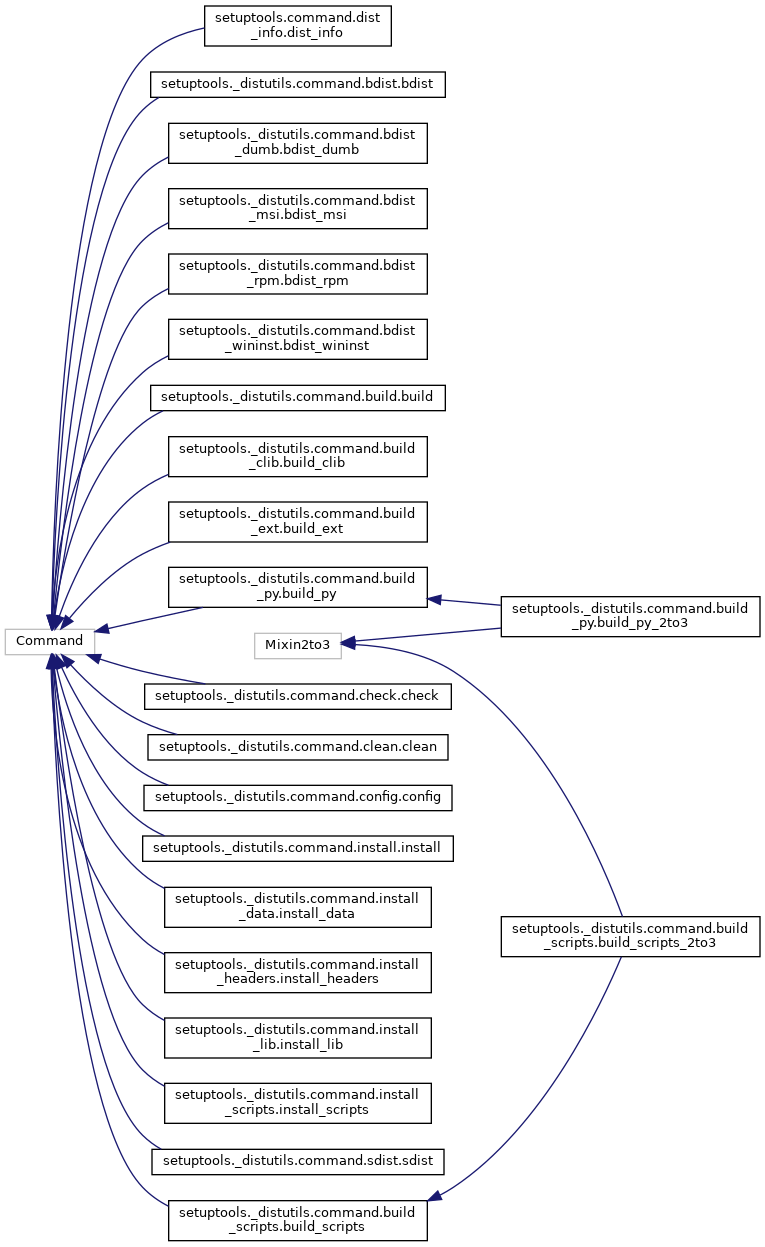 setuptools.command.dist
_info.dist_info
setuptools._distutils.command.bdist.bdist
setuptools._distutils.command.bdist
_dumb.bdist_dumb
setuptools._distutils.command.bdist
_msi.bdist_msi
setuptools._distutils.command.bdist
_rpm.bdist_rpm
setuptools._distutils.command.bdist
_wininst.bdist_wininst
setuptools._distutils.command.build.build
setuptools._distutils.command.build
_clib.build_clib
setuptools._distutils.command.build
_ext.build_ext
setuptools._distutils.command.build
_py.build_py
setuptools._distutils.command.build
_py.build_py_2to3
Command
Mixin2to3
setuptools._distutils.command.check.check
setuptools._distutils.command.clean.clean
setuptools._distutils.command.config.config
setuptools._distutils.command.install.install
setuptools._distutils.command.install
_data.install_data
setuptools._distutils.command.build
_scripts.build_scripts_2to3
setuptools._distutils.command.install
_headers.install_headers
setuptools._distutils.command.install
_lib.install_lib
setuptools._distutils.command.install
_scripts.install_scripts
setuptools._distutils.command.sdist.sdist
setuptools._distutils.command.build
_scripts.build_scripts